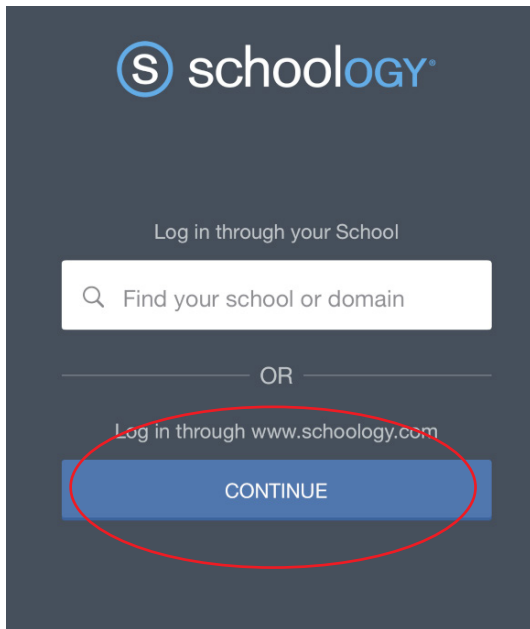 S schoology
Log in through your School
Find your school or domain
OR
Log in through www.schoology.com
CONTINUE